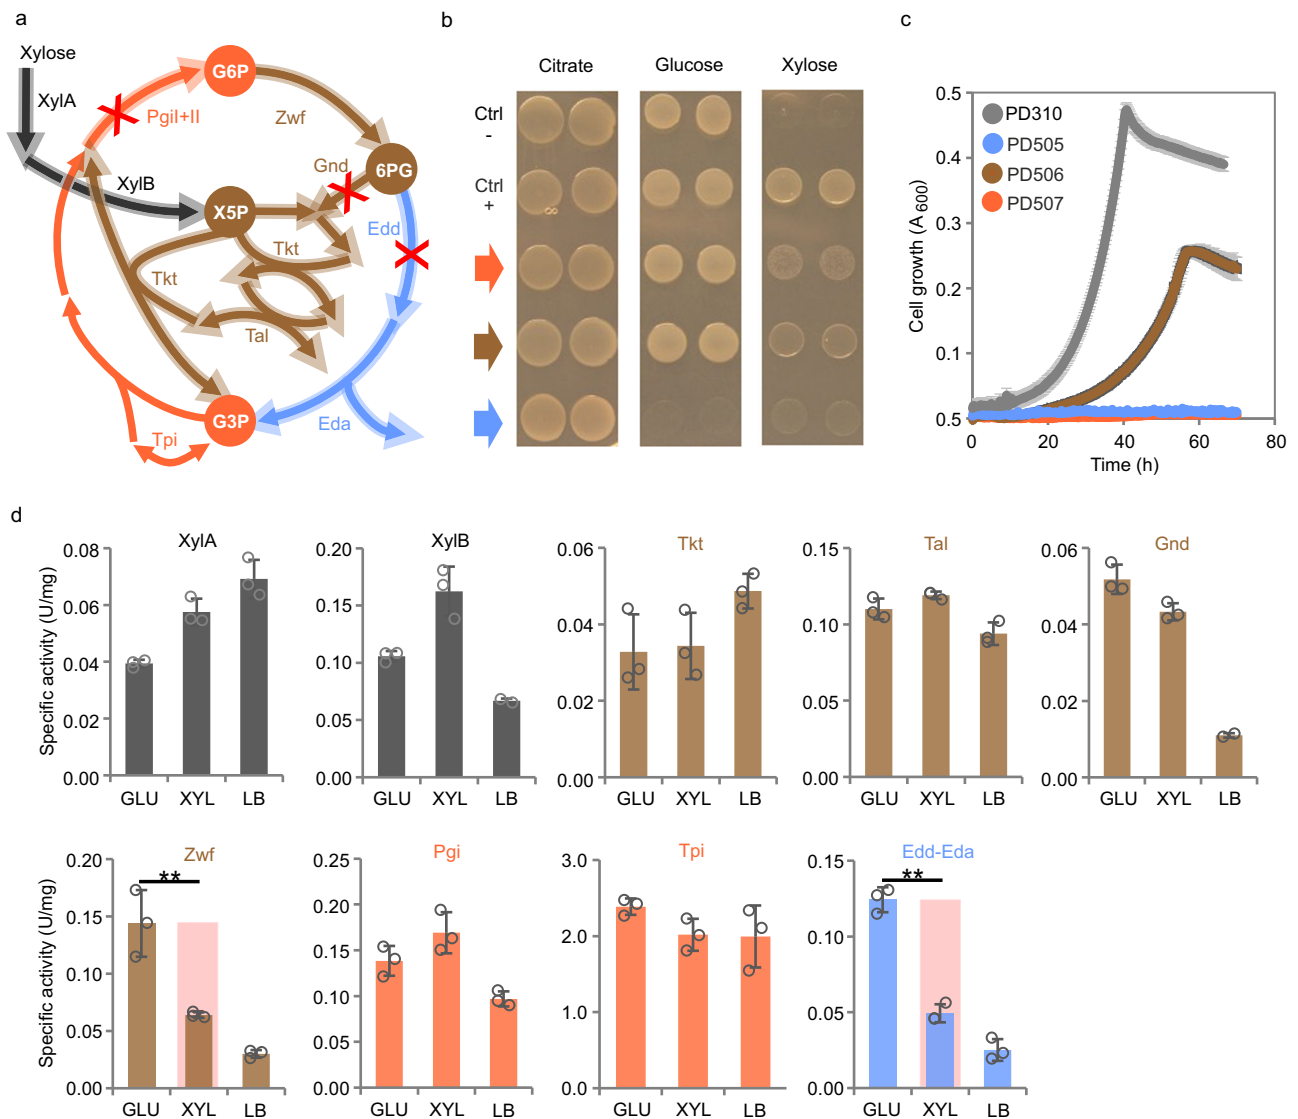 a
Xylose
XylA
XylB
PgiI+II
G6P
Zwf
Gnd
6PG
X5P
Edd
Tkt
Tkt
Tal
G3P
Eda
Tpi
b
Citrate
Glucose
Xylose
Ctrl
-
Ctrl
+
c
Cell growth (A 600)
0.5
0.4
0.3
0.2
0.1
0.5
0
20
40
60
80
Time (h)
PD310
PD505
PD506
PD507
d
Specific activity (U/mg)
XylA
0.08
0.06
0.04
0.02
0.00
GLU XYL LB
XylB
0.20
0.15
0.10
0.05
0.00
GLU XYL LB
Tkt
0.06
0.04
0.02
0.00
GLU XYL LB
Tal
0.15
0.10
0.05
0.00
GLU XYL LB
Gnd
0.06
0.04
0.02
0.00
GLU XYL LB
Specific activity (U/mg)
Zwf
**
0.20
0.15
0.10
0.05
0.00
GLU XYL LB
Pgi
0.25
0.20
0.15
0.10
0.05
0.00
GLU XYL LB
Tpi
3.0
2.0
1.0
0.0
GLU XYL LB
Edd-Eda
**
0.15
0.10
0.05
0.00
GLU XYL LB